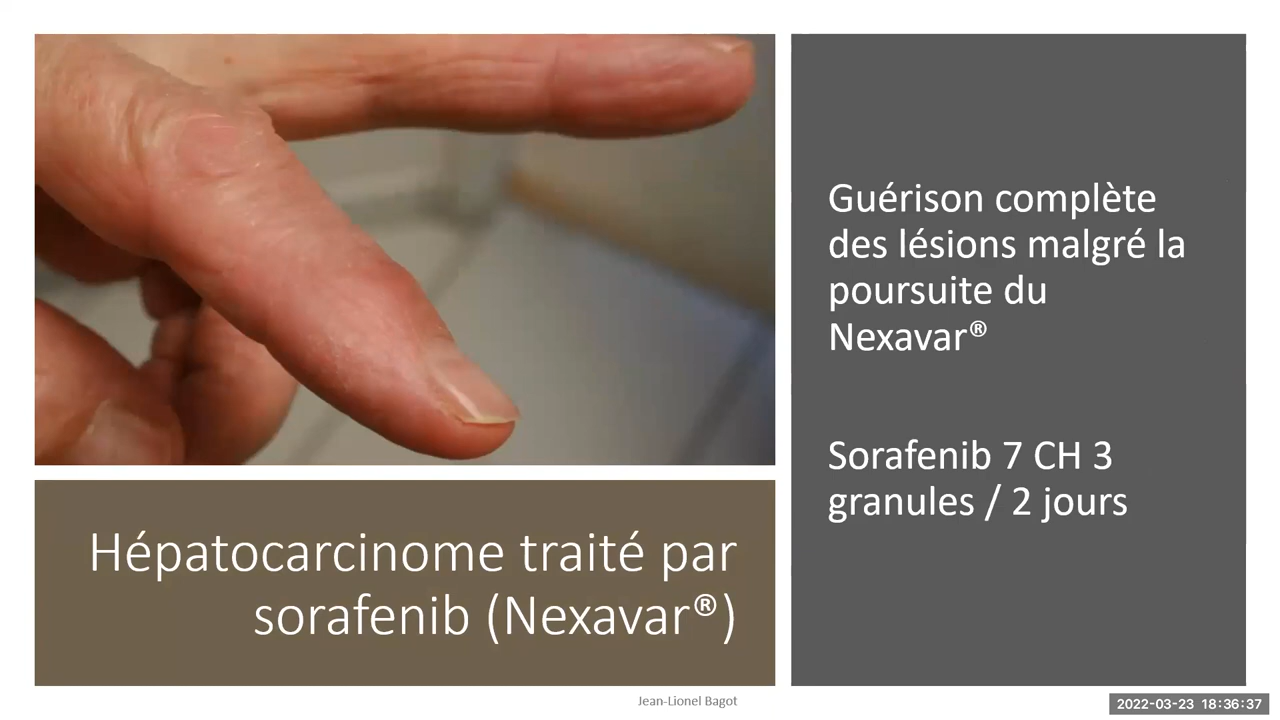 Guérison complète
des lésions malgré la
poursuite du
Nexavar®
Sorafenib 7 CH 3
granules / 2 jours
Hépatocarcinome traité par
sorafenib (Nexavar®)
Jean-Lionel Bagot
2022-03-23 18:36:37